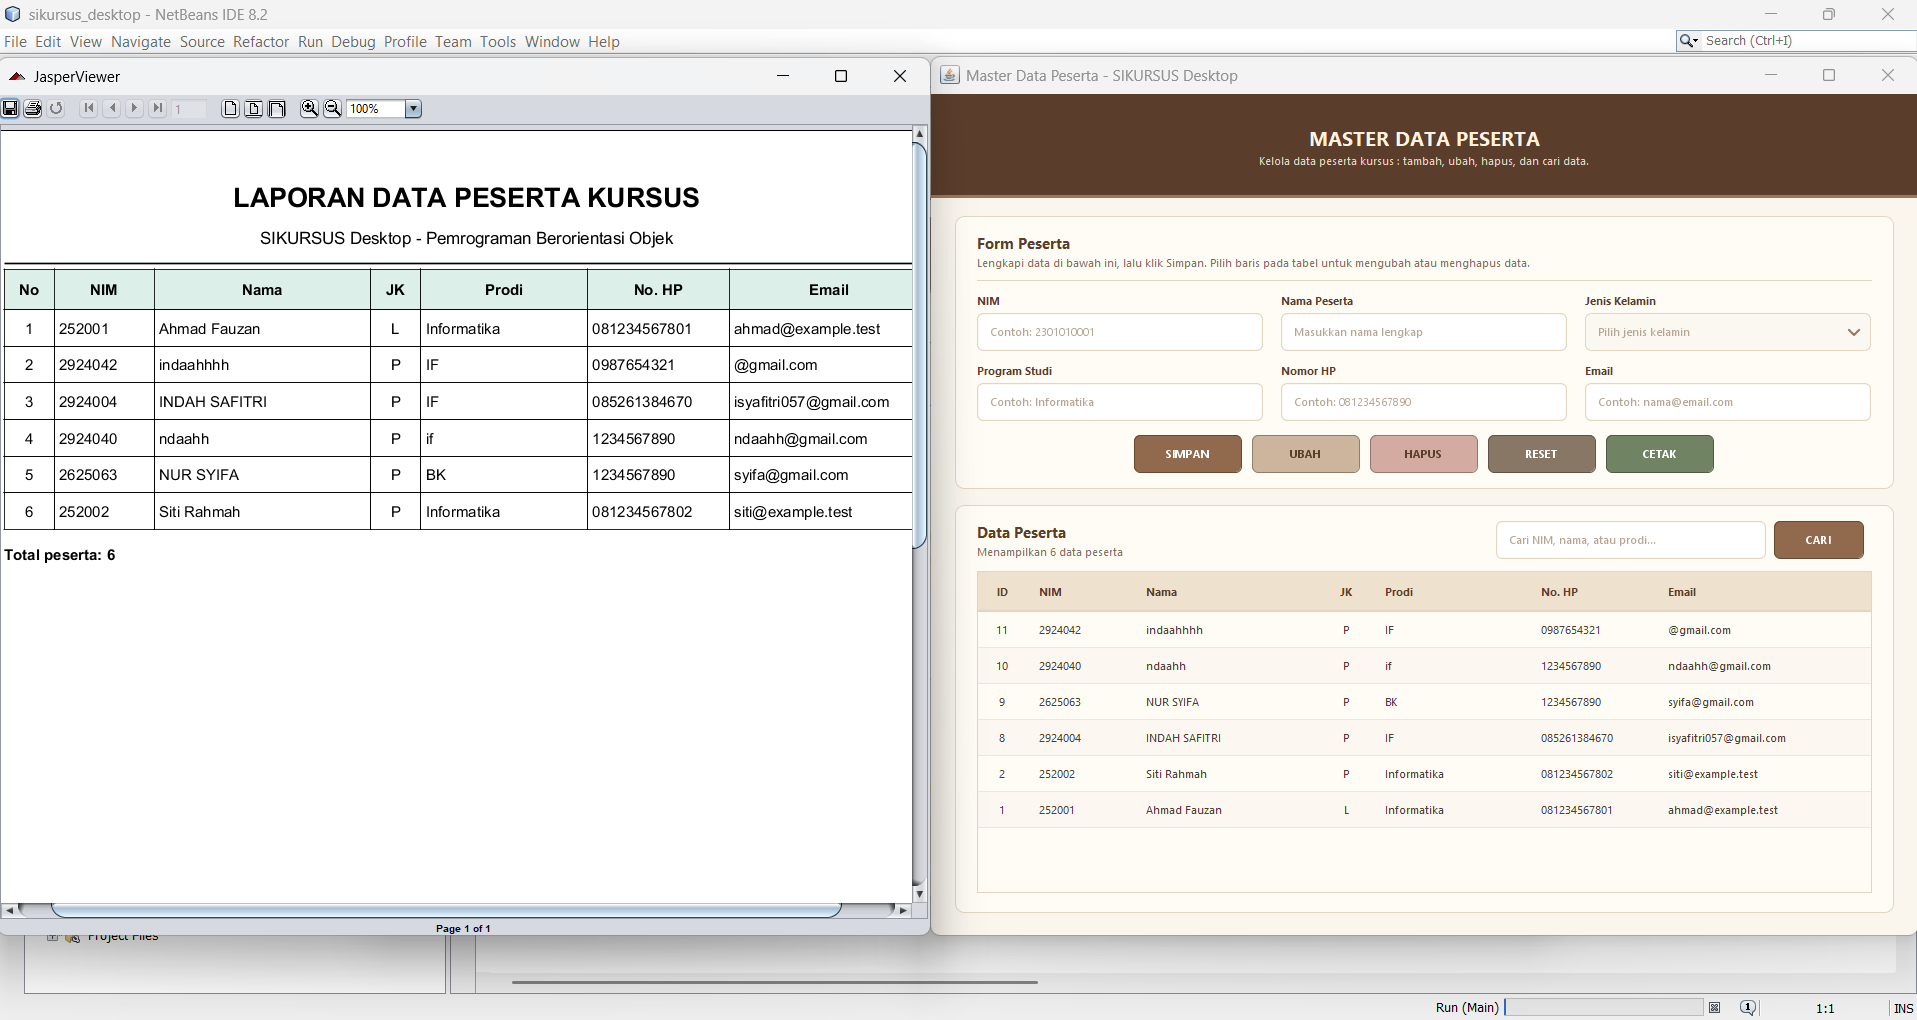 sikursus_desktop - NetBeans IDE 8.2
File Edit View Navigate Source Refactor Run Debug Profile Team Tools Window Help
Search (Ctrl+I)
JasperViewer
1
100%
LAPORAN DATA PESERTA KURSUS
SIKURSUS Desktop - Pemrograman Berorientasi Objek
No NIM Nama JK Prodi No. HP Email
1 252001 Ahmad Fauzan L Informatika 081234567801 ahmad@example.test
2 2924042 indaahhhh P IF 0987654321 @gmail.com
3 2924004 INDAH SAFITRI P IF 085261384670 isyafitri057@gmail.com
4 2924040 ndaahh P if 1234567890 ndaahh@gmail.com
5 2625063 NUR SYIFA P BK 1234567890 syifa@gmail.com
6 252002 Siti Rahmah P Informatika 081234567802 siti@example.test
Total peserta: 6
Page 1 of 1
Project Files
Master Data Peserta - SIKURSUS Desktop
MASTER DATA PESERTA
Kelola data peserta kursus : tambah, ubah, hapus, dan cari data.
Form Peserta
Lengkapi data di bawah ini, lalu klik Simpan. Pilih baris pada tabel untuk mengubah atau menghapus data.
NIM Nama Peserta Jenis Kelamin
Contoh: 2301010001 Masukkan nama lengkap Pilih jenis kelamin
Program Studi Nomor HP Email
Contoh: Informatika Contoh: 081234567890 Contoh: nama@email.com
SIMPAN UBAH HAPUS RESET CETAK
Data Peserta
Menampilkan 6 data peserta
Cari NIM, nama, atau prodi... CARI
ID NIM Nama JK Prodi No. HP Email
11 2924042 indaahhhh P IF 0987654321 @gmail.com
10 2924040 ndaahh P if 1234567890 ndaahh@gmail.com
9 2625063 NUR SYIFA P BK 1234567890 syifa@gmail.com
8 2924004 INDAH SAFITRI P IF 085261384670 isyafitri057@gmail.com
2 252002 Siti Rahmah P Informatika 081234567802 siti@example.test
1 252001 Ahmad Fauzan L Informatika 081234567801 ahmad@example.test
Run (Main) 1 1:1 INS